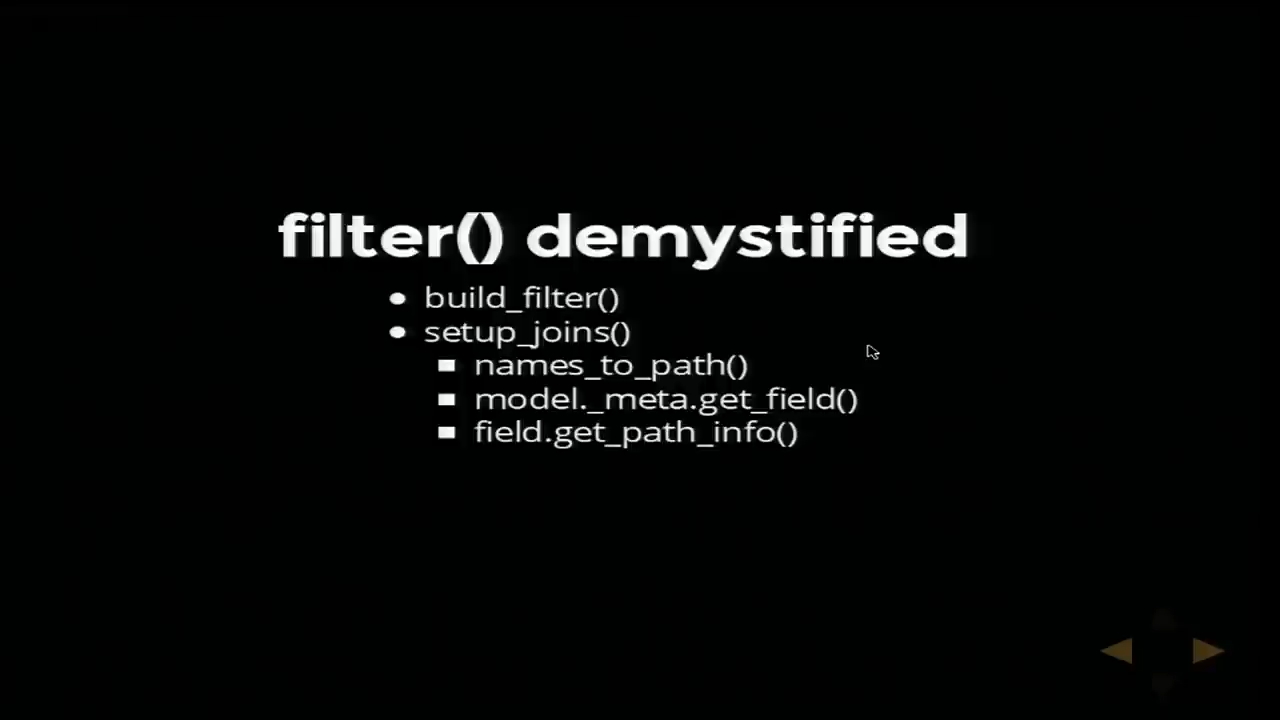 filter() demystified
build_filter()
setup_joins()
names_to_path()
model._meta.get_field()
field.get_path_info()